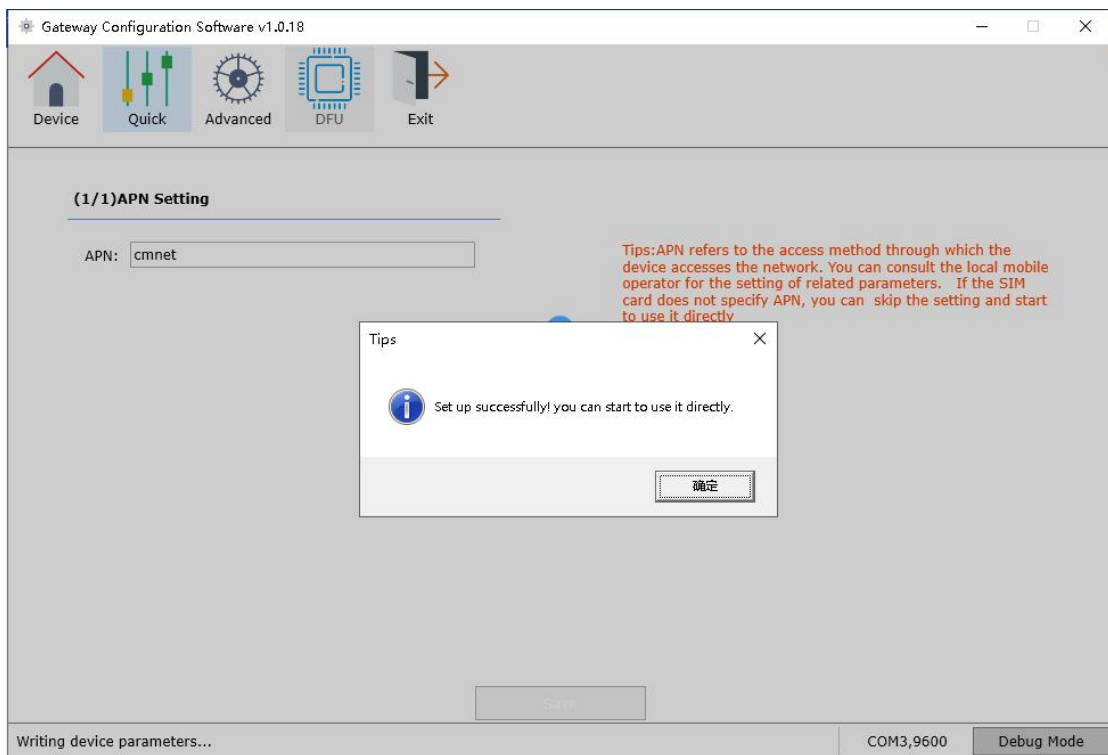 Gateway Configuration Software v1.0.18
Device Quick Advanced DFU Exit
(1/1)APN Setting
APN: cmnet
Tips:APN refers to the access method through which the
device accesses the network. You can consult the local mobile
operator for the setting of related parameters. If the SIM
card does not specify APN, you can skip the setting and start
to use it directly
Tips
Set up successfully! you can start to use it directly.
确定
Save
Writing device parameters... COM3,9600 Debug Mode